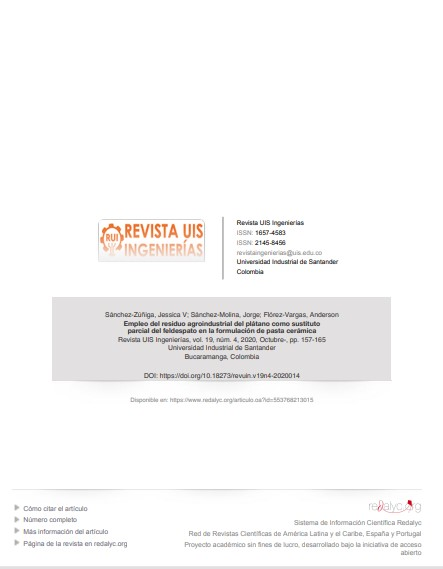 RUI
REVISTA UIS
INGENIERÍAS
Revista UIS Ingenierías
ISSN: 1657-4583
ISSN: 2145-8456
revistaingenierias@uis.edu.co
Universidad Industrial de Santander
Colombia
Sánchez-Zúñiga, Jessica V; Sánchez-Molina, Jorge; Flórez-Vargas, Anderson
Empleo del residuo agroindustrial del plátano como sustituto
parcial del feldespato en la formulación de pasta cerámica
Revista UIS Ingenierías, vol. 19, núm. 4, 2020, Octubre-, pp. 157-165
Universidad Industrial de Santander
Bucaramanga, Colombia
DOI: https://doi.org/10.18273/revuin.v19n4-2020014
Disponible en: https://www.redalyc.org/articulo.oa?id=553768213015
Cómo citar el artículo
Número completo
Más información del artículo
Página de la revista en redalyc.org
redalyc.org
Sistema de Información Científica Redalyc
Red de Revistas Científicas de América Latina y el Caribe, España y Portugal
Proyecto académico sin fines de lucro, desarrollado bajo la iniciativa de acceso
abierto